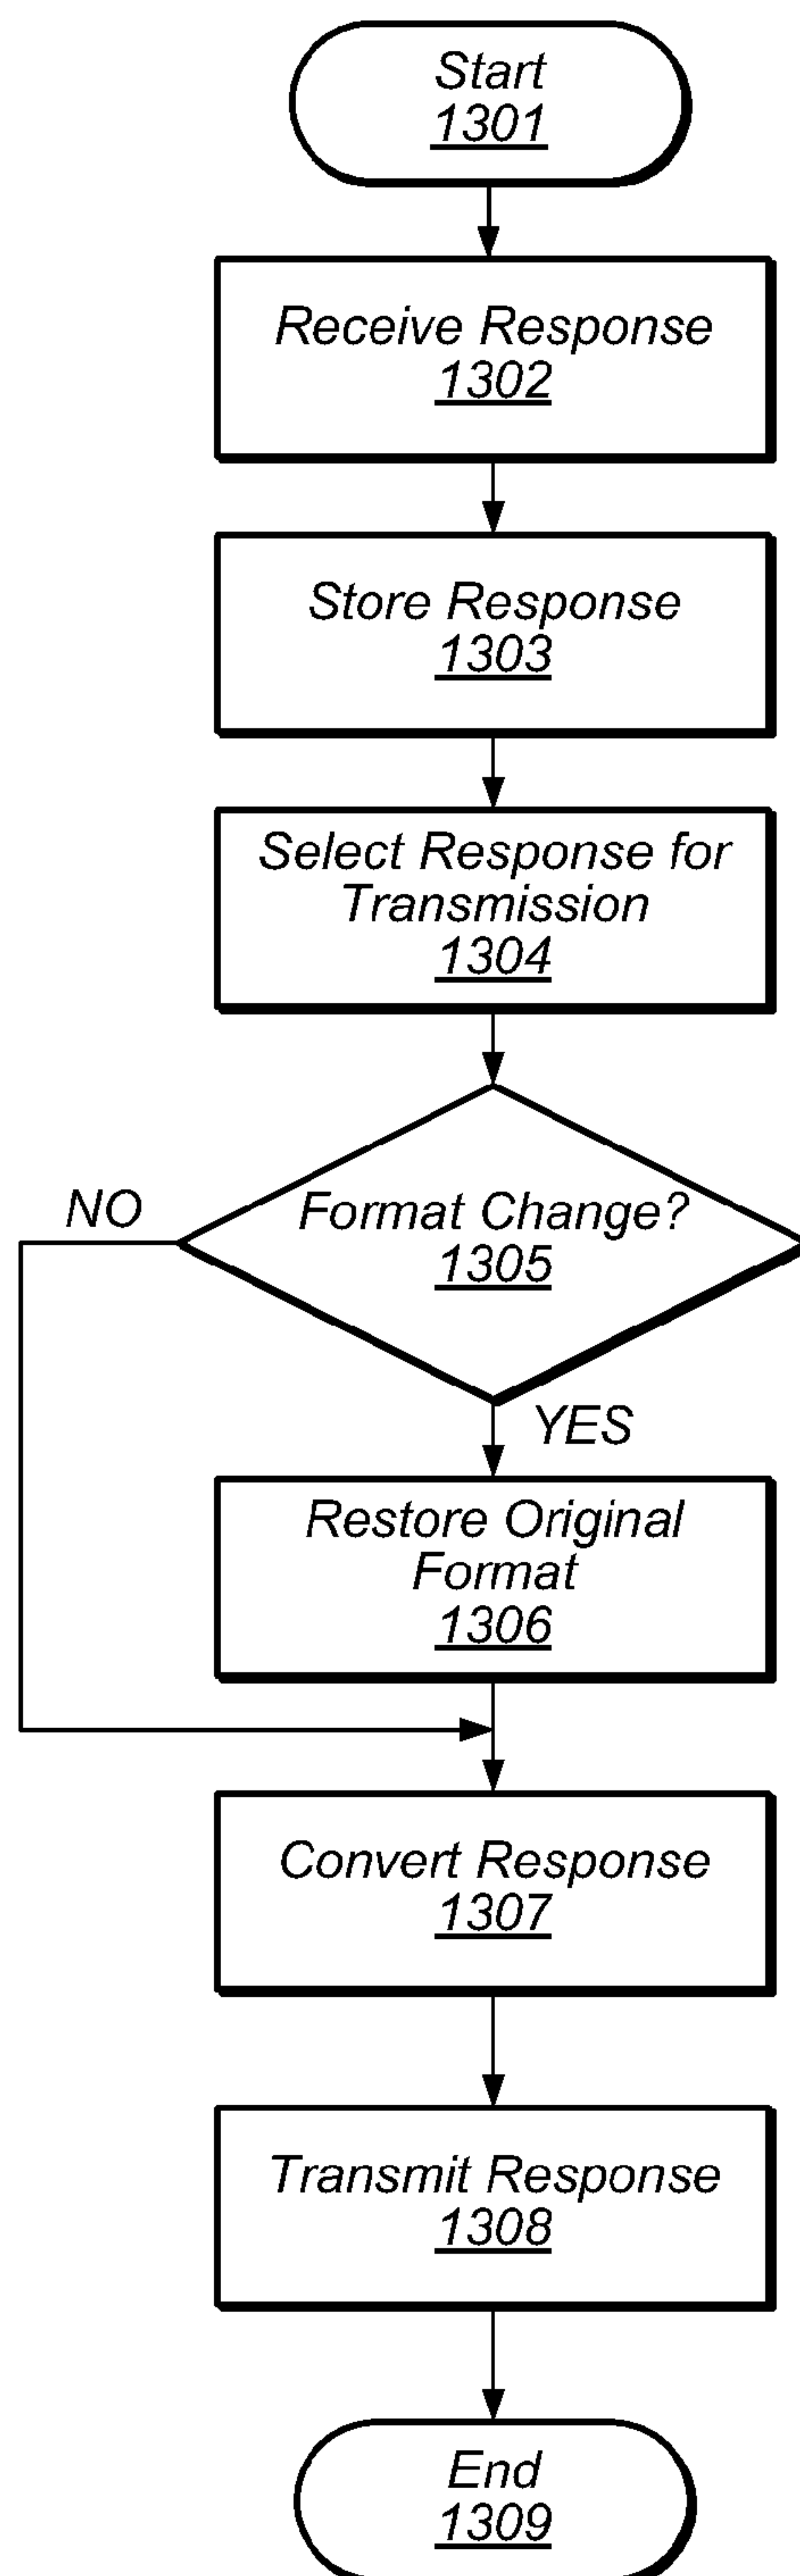 Start
1301
Receive Response
1302
Store Response
1303
Select Response for
Transmission
1304
Format Change?
1305
NO
YES
Restore Original
Format
1306
Convert Response
1307
Transmit Response
1308
End
1309